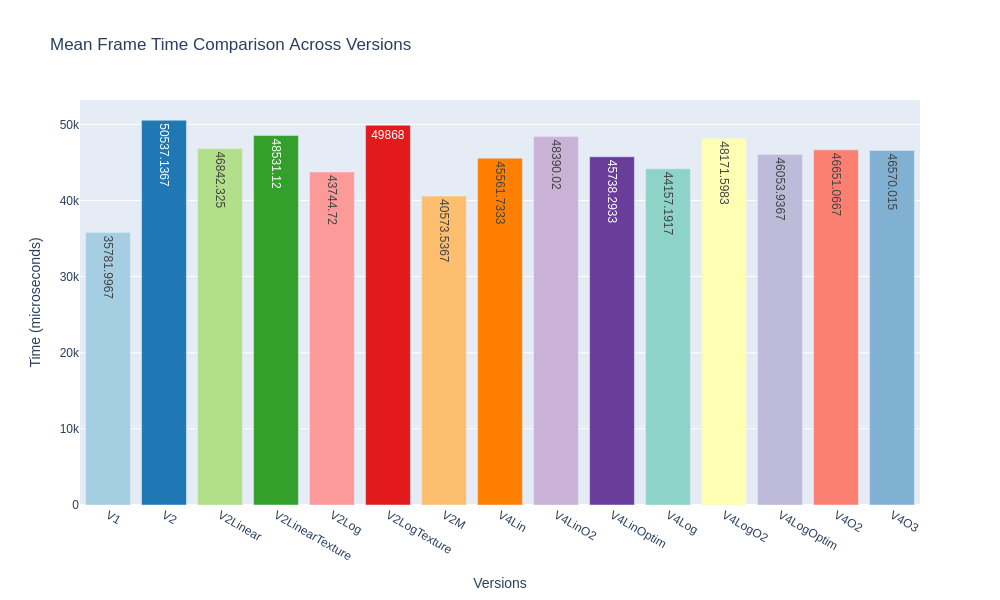 Mean Frame Time Comparison Across Versions
Time (microseconds)
50k
40k
30k
20k
10k
0
35781.9967
50537.1367
46842.325
48531.12
43744.72
49868
40573.5367
45561.7333
48390.02
45738.2933
44157.1917
48171.5983
46053.9367
46651.0667
46570.015
V1
V2
V2Linear
V2LinearTexture
V2Log
V2LogTexture
V2M
V4Lin
V4LinO2
V4LinOptim
V4Log
V4LogO2
V4LogOptim
V4O2
V4O3
Versions